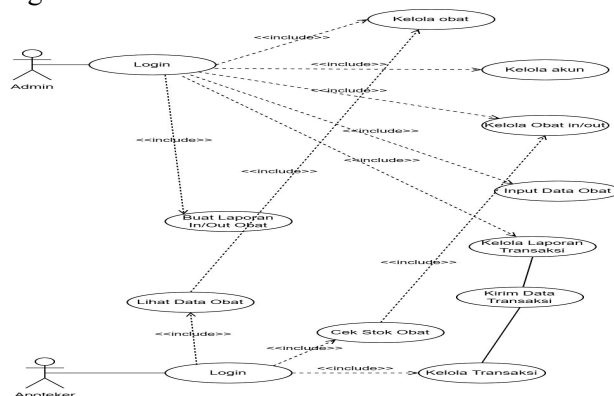 Kelola obat
<<include>>
Login
<<include>>
Kelola akun
Admin
<<include>>
Kelola Obat in/out
<<include>>
<<include>>
<<include>>
<<include>>
Input Data Obat
Buat Laporan
In/Out Obat
Kelola Laporan
Transaksi
<<include>>
Lihat Data Obat
Kirim Data
Transaksi
<<include>>
Cek Stok Obat
<<include>>
Login
<<include>>
Kelola Transaksi
Apoteker